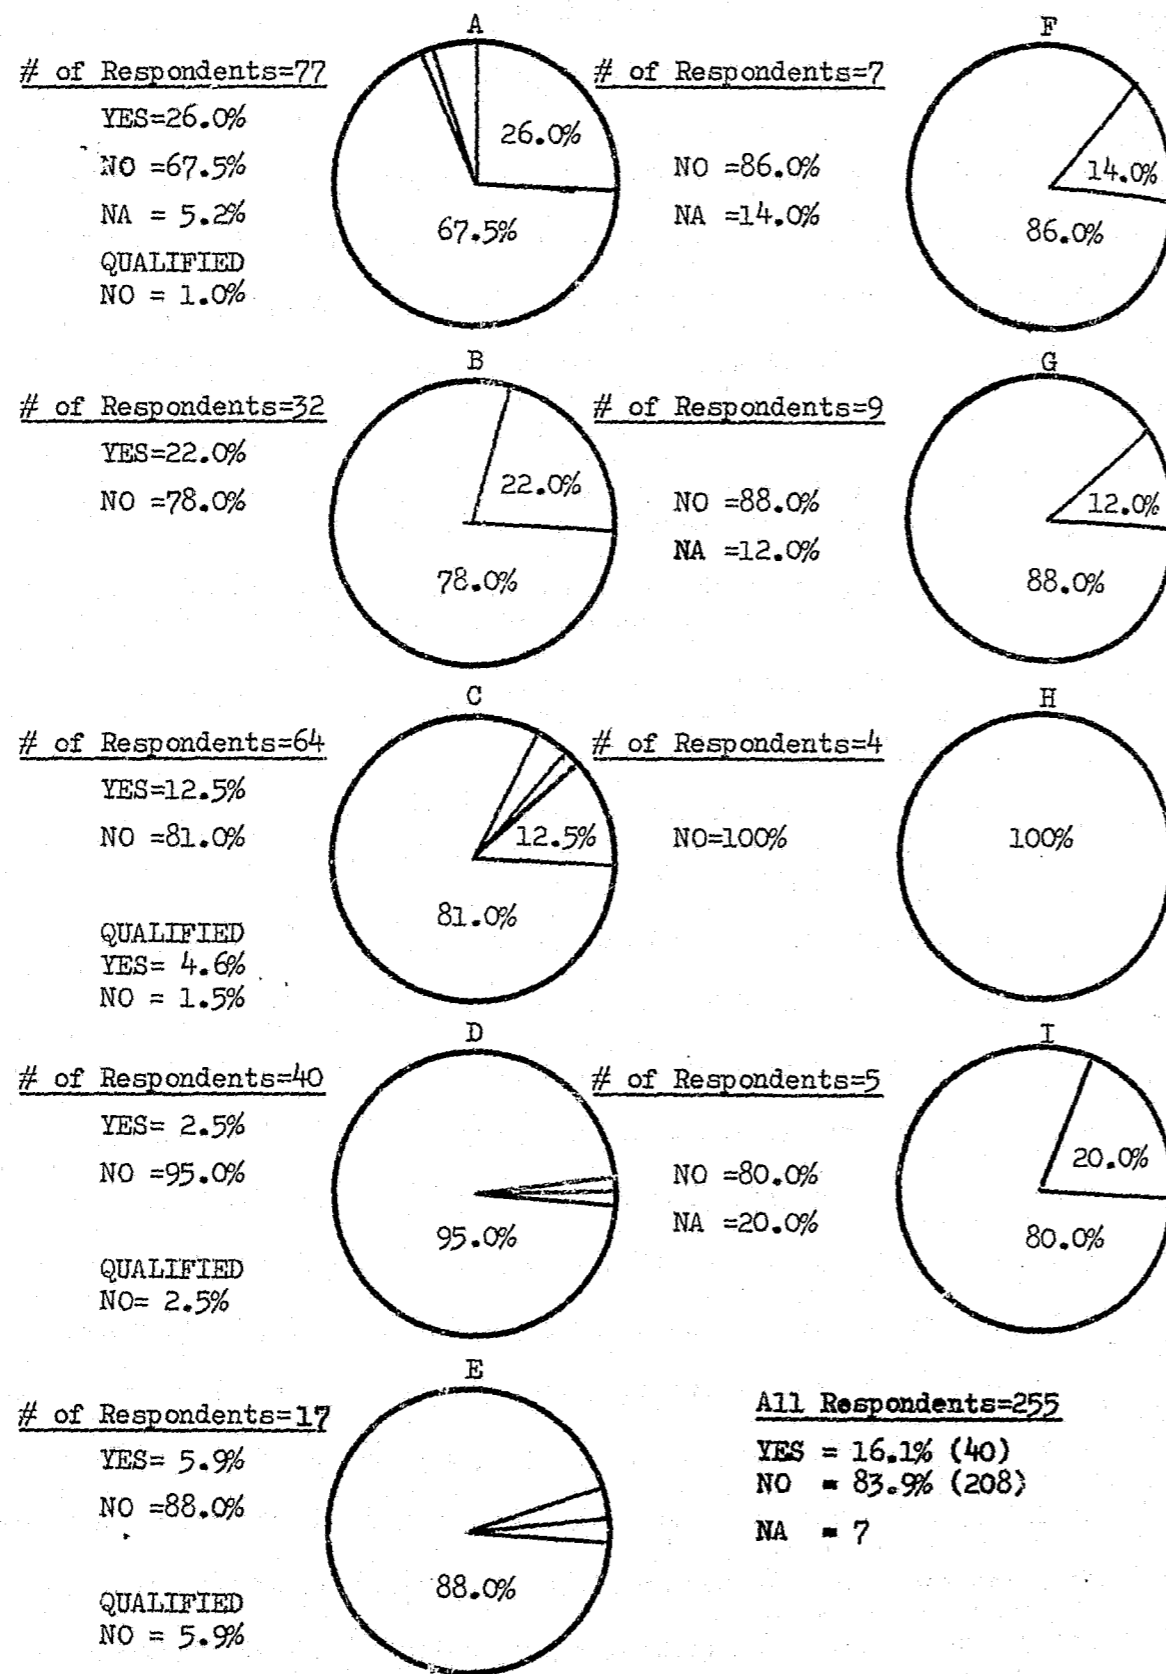 A
# of Respondents=77
YES=26.0%
NO =67.5%
NA = 5.2%
QUALIFIED
NO = 1.0%
26.0%
67.5%
B
# of Respondents=32
YES=22.0%
NO =78.0%
22.0%
78.0%
C
# of Respondents=64
YES=12.5%
NO =81.0%
QUALIFIED
YES= 4.6%
NO = 1.5%
12.5%
81.0%
D
# of Respondents=40
YES= 2.5%
NO =95.0%
QUALIFIED
NO= 2.5%
95.0%
E
# of Respondents=17
YES= 5.9%
NO =88.0%
QUALIFIED
NO = 5.9%
88.0%
F
# of Respondents=7
NO =86.0%
NA =14.0%
14.0%
86.0%
G
# of Respondents=9
NO =88.0%
NA =12.0%
12.0%
88.0%
H
# of Respondents=4
NO=100%
100%
I
# of Respondents=5
NO =80.0%
NA =20.0%
20.0%
80.0%
All Respondents=255
YES = 16.1% (40)
NO = 83.9% (208)
NA = 7